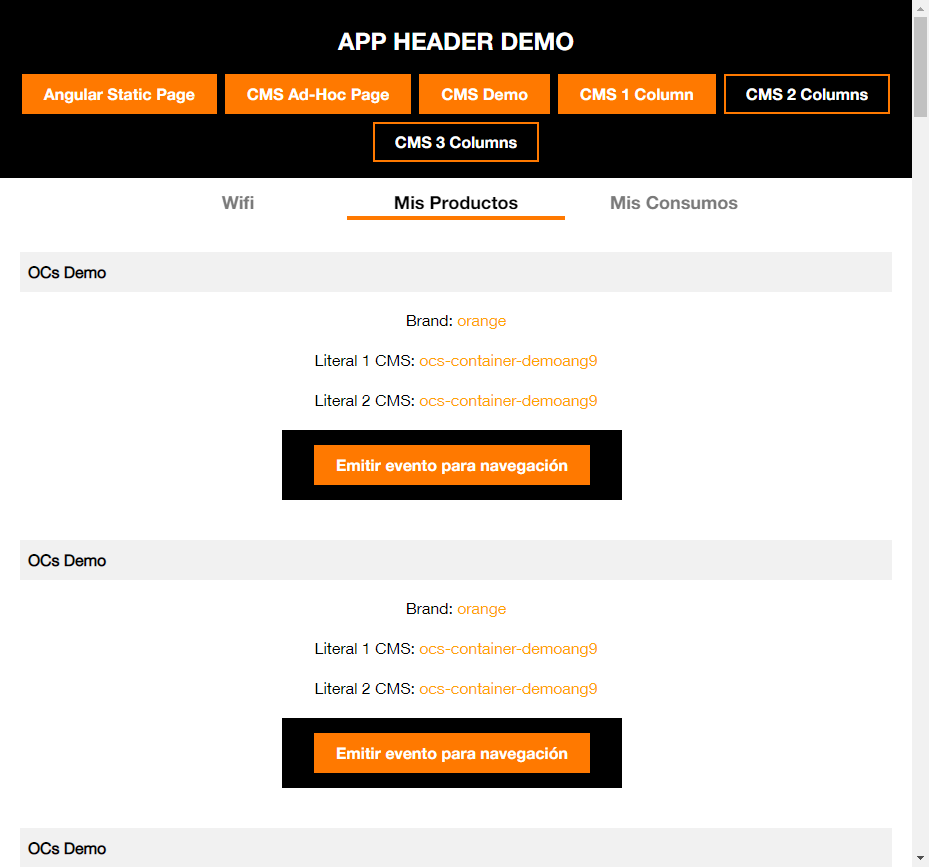 APP HEADER DEMO
Angular Static Page CMS Ad-Hoc Page CMS Demo CMS 1 Column CMS 2 Columns
CMS 3 Columns
Wifi Mis Productos Mis Consumos
OCs Demo
Brand: orange
Literal 1 CMS: ocs-container-demoang9
Literal 2 CMS: ocs-container-demoang9
Emitir evento para navegación
OCs Demo
Brand: orange
Literal 1 CMS: ocs-container-demoang9
Literal 2 CMS: ocs-container-demoang9
Emitir evento para navegación
OCs Demo